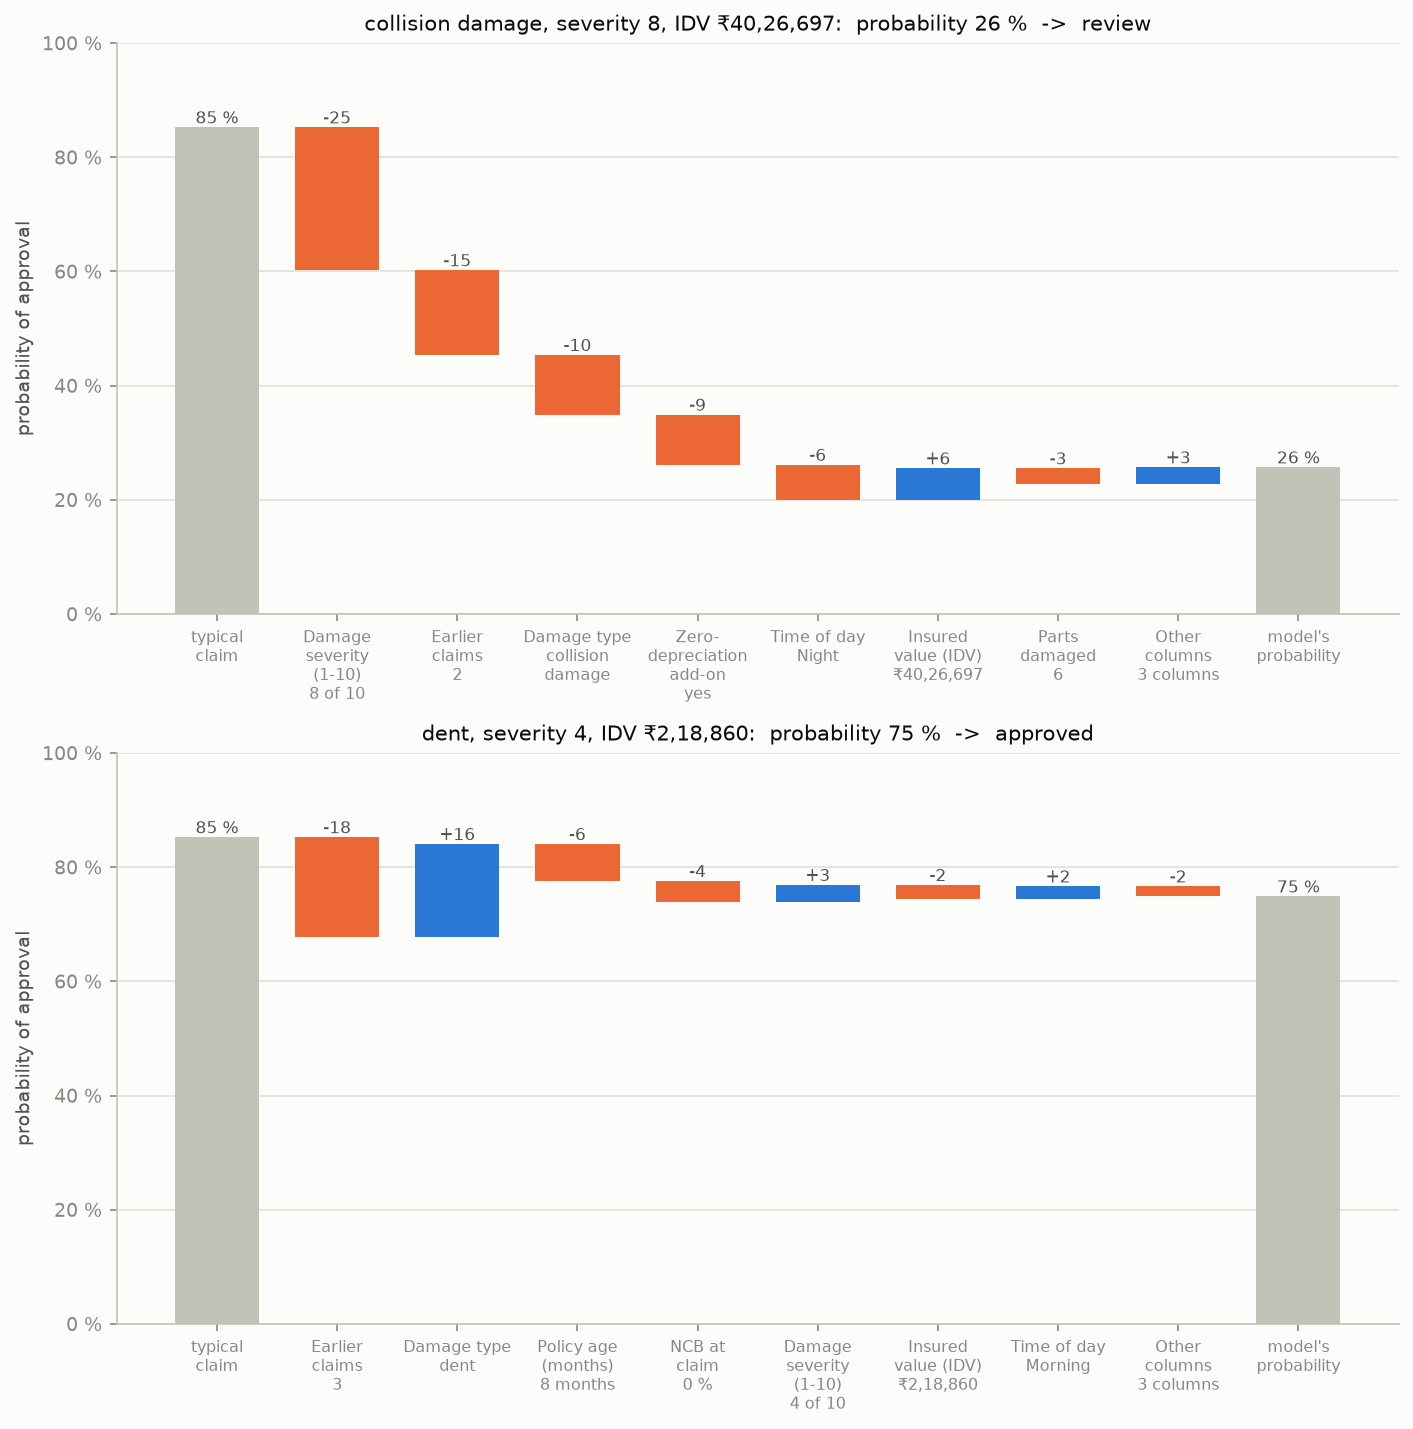 collision damage, severity 8, IDV ₹40,26,697:  probability 26 %  ->  review
probability of approval
100 %
80 %
60 %
40 %
20 %
0 %
85 %
-25
-15
-10
-9
-6
+6
-3
+3
26 %
typical
claim
Damage
severity
(1-10)
8 of 10
Earlier
claims
2
Damage type
collision
damage
Zero-
depreciation
add-on
yes
Time of day
Night
Insured
value (IDV)
₹40,26,697
Parts
damaged
6
Other
columns
3 columns
model's
probability
dent, severity 4, IDV ₹2,18,860:  probability 75 %  ->  approved
probability of approval
100 %
80 %
60 %
40 %
20 %
0 %
85 %
-18
+16
-6
-4
+3
-2
+2
-2
75 %
typical
claim
Earlier
claims
3
Damage type
dent
Policy age
(months)
8 months
NCB at
claim
0 %
Damage
severity
(1-10)
4 of 10
Insured
value (IDV)
₹2,18,860
Time of day
Morning
Other
columns
3 columns
model's
probability